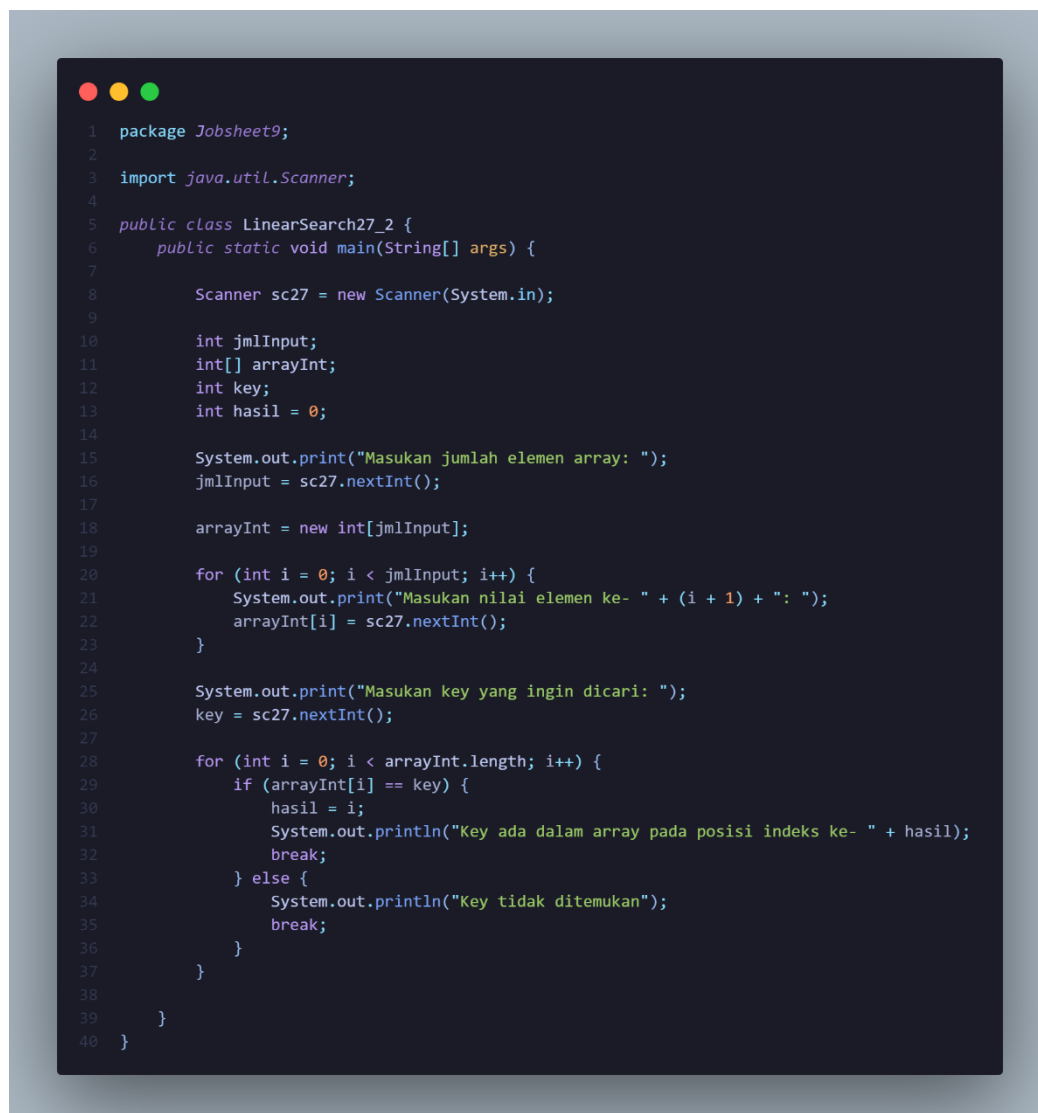 1 package Jobsheet9;
2
3 import java.util.Scanner;
4
5 public class LinearSearch27_2 {
6     public static void main(String[] args) {
7
8         Scanner sc27 = new Scanner(System.in);
9
10         int jmlInput;
11         int[] arrayInt;
12         int key;
13         int hasil = 0;
14
15         System.out.print("Masukan jumlah elemen array: ");
16         jmlInput = sc27.nextInt();
17
18         arrayInt = new int[jmlInput];
19
20         for (int i = 0; i < jmlInput; i++) {
21             System.out.print("Masukan nilai elemen ke- " + (i + 1) + ": ");
22             arrayInt[i] = sc27.nextInt();
23         }
24
25         System.out.print("Masukan key yang ingin dicari: ");
26         key = sc27.nextInt();
27
28         for (int i = 0; i < arrayInt.length; i++) {
29             if (arrayInt[i] == key) {
30                 hasil = i;
31                 System.out.println("Key ada dalam array pada posisi indeks ke- " + hasil);
32                 break;
33             } else {
34                 System.out.println("Key tidak ditemukan");
35                 break;
36             }
37         }
38
39     }
40 }